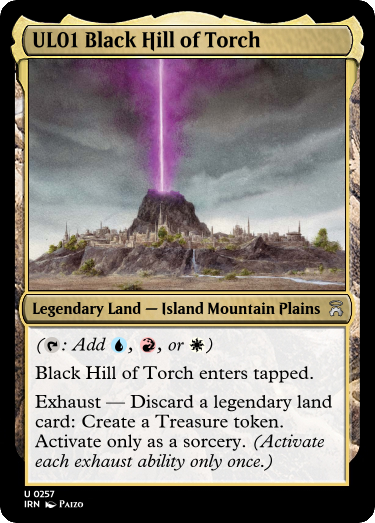 UL01 Black Hill of Torch
Legendary Land — Island Mountain Plains
(: Add , , or )
Black Hill of Torch enters tapped.
Exhaust — Discard a legendary land
card: Create a Treasure token.
Activate only as a sorcery. (Activate
each exhaust ability only once.)
U 0257
IRN Paizo